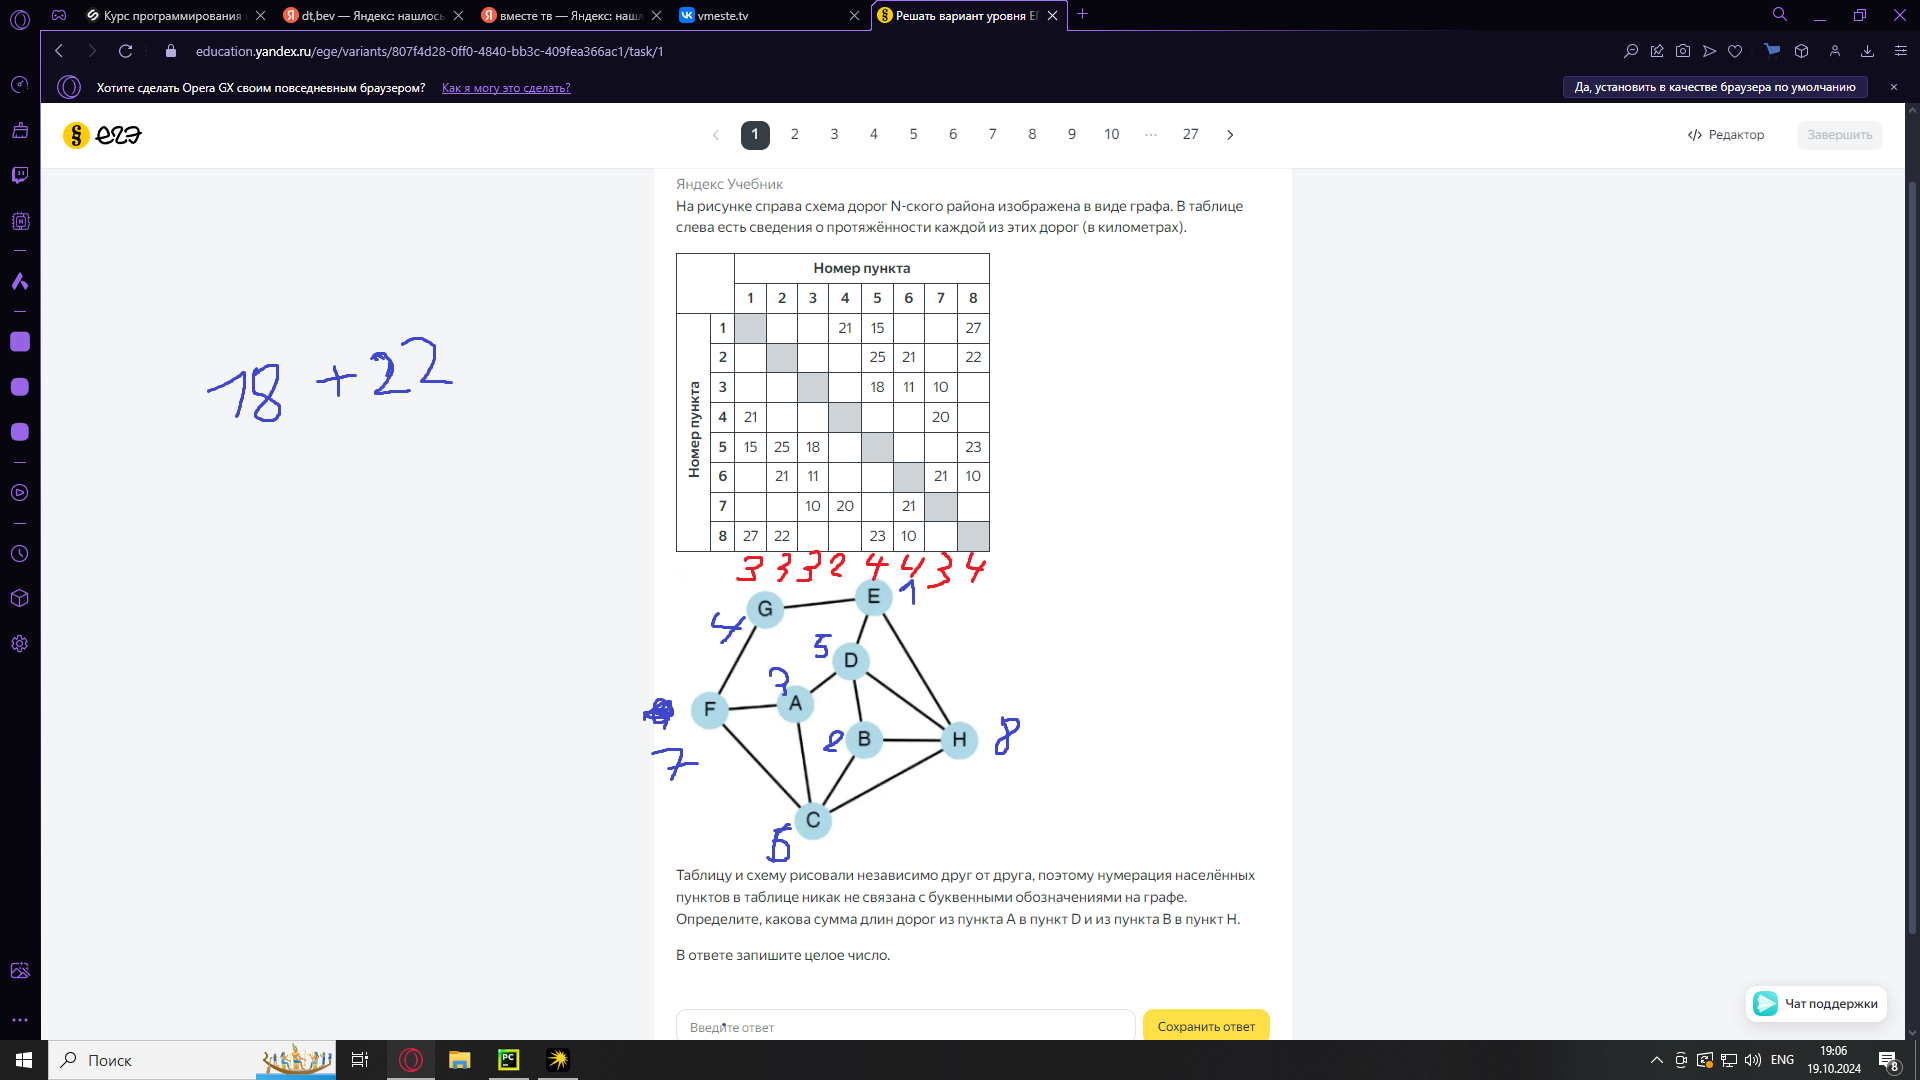 Курс программирования
dt,bev — Яндекс: нашлось
вместе тв — Яндекс: наш
vmeste.tv
Решать вариант уровня Е
education.yandex.ru/ege/variants/807f4d28-0ff0-4840-bb3c-409fea366ac1/task/1
Хотите сделать Opera GX своим повседневным браузером? Как я могу это сделать?
Да, установить в качестве браузера по умолчанию
§ ЕГЭ
1 2 3 4 5 6 7 8 9 10 ... 27
</> Редактор
Завершить
Яндекс Учебник
На рисунке справа схема дорог N-ского района изображена в виде графа. В таблице
слева есть сведения о протяжённости каждой из этих дорог (в километрах).
Номер пункта
1 2 3 4 5 6 7 8
Номер пункта
1 21 15 27
2 25 21 22
3 18 11 10
4 21 20
5 15 25 18 23
6 21 11 21 10
7 10 20 21
8 27 22 23 10
18 + 22
3 3 3 2 4 4 3 4
G 4
E 1
D 5
A 3
F 7
B 2
H 8
C
Таблицу и схему рисовали независимо друг от друга, поэтому нумерация населённых
пунктов в таблице никак не связана с буквенными обозначениями на графе.
Определите, какова сумма длин дорог из пункта A в пункт D и из пункта B в пункт H.
В ответе запишите целое число.
Введите ответ
Сохранить ответ
Чат поддержки
Поиск
PC
ENG
19:06
19.10.2024
8